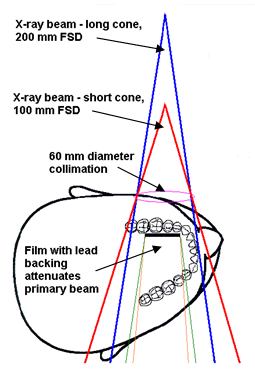 X-ray beam - long cone,
200 mm FSD
X-ray beam - short cone,
100 mm FSD
60 mm diameter
collimation
Film with lead
backing
attenuates
primary beam